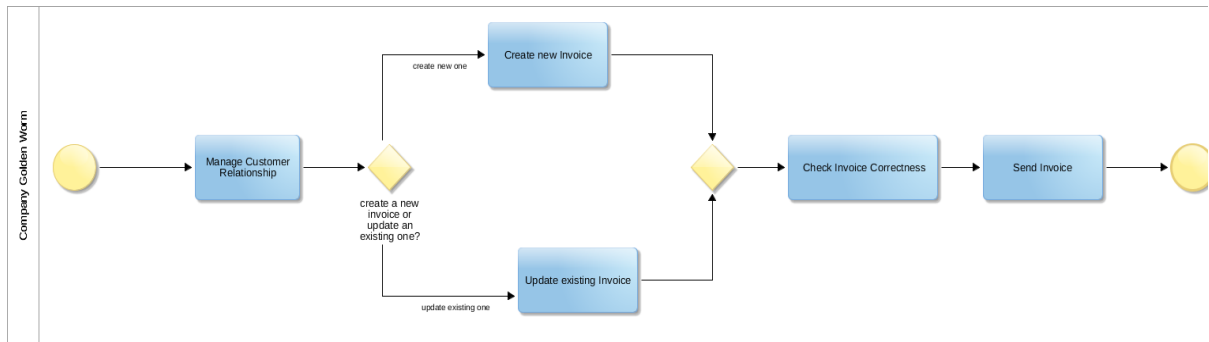 Company Golden Worm
Manage Customer
Relationship
create a new
invoice or
update an
existing one?
create new one
Create new Invoice
update existing one
Update existing Invoice
Check Invoice Correctness
Send Invoice